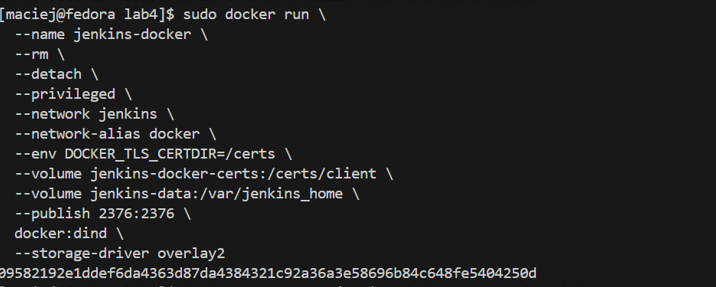 [maciej@fedora lab4]$ sudo docker run \
  --name jenkins-docker \
  --rm \
  --detach \
  --privileged \
  --network jenkins \
  --network-alias docker \
  --env DOCKER_TLS_CERTDIR=/certs \
  --volume jenkins-docker-certs:/certs/client \
  --volume jenkins-data:/var/jenkins_home \
  --publish 2376:2376 \
  docker:dind \
  --storage-driver overlay2
09582192e1ddef6da4363d87da4384321c92a36a3e58696b84c648fe5404250d